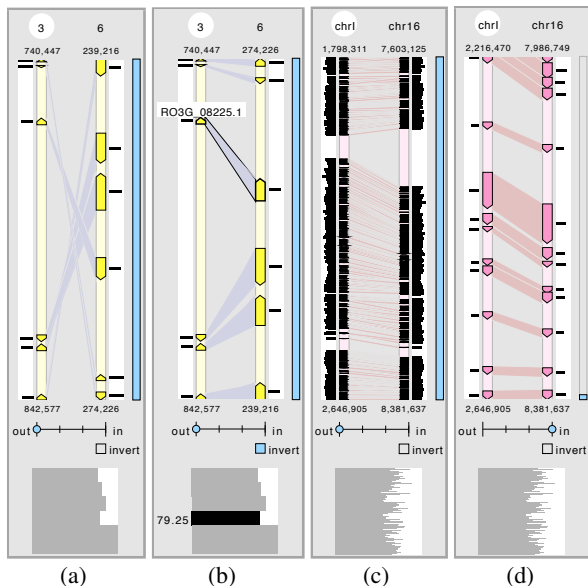 3 6
740,447 239,216
842,577 274,226
out in
invert
(a)
3 6
740,447 274,226
RO3G_08225.1
842,577 239,216
out in
invert
79.25
(b)
chrI chr16
1,798,311 7,603,125
2,646,905 8,381,637
out in
invert
(c)
chrI chr16
2,216,470 7,986,749
2,646,905 8,381,637
out in
invert
(d)